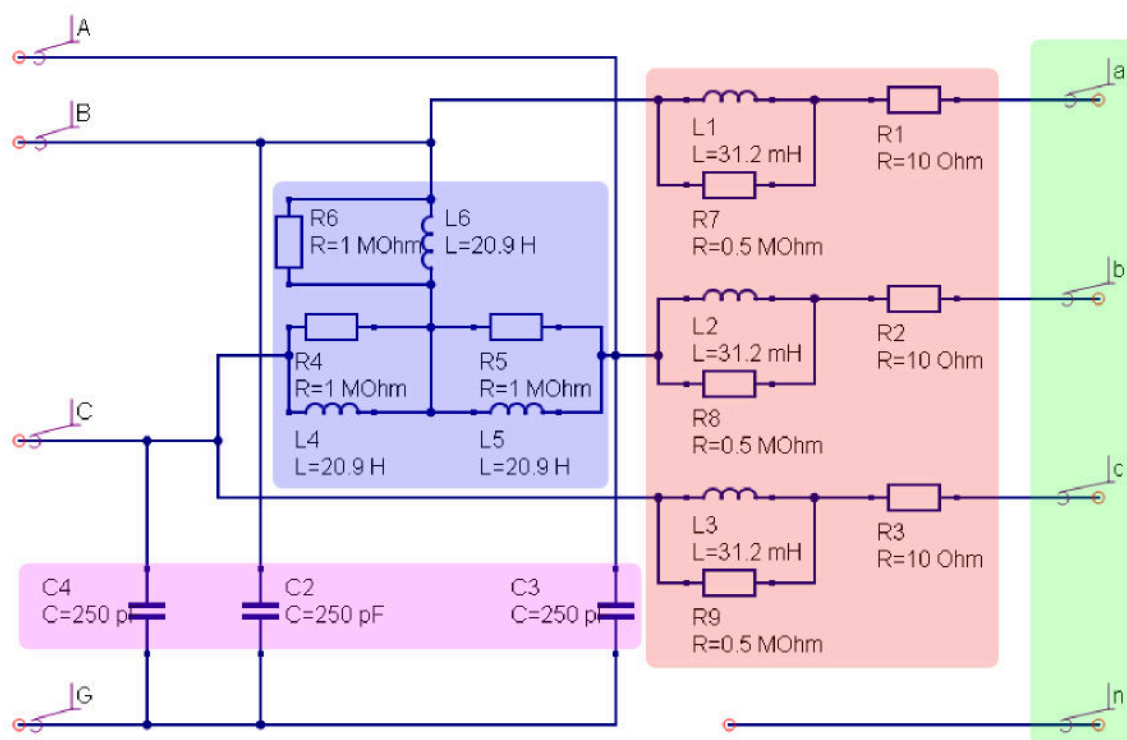 A
B
a
L1
L=31.2 mH
R1
R=10 Ohm
R7
R=0.5 MOhm
R6
R=1 MOhm
L6
L=20.9 H
b
L2
L=31.2 mH
R2
R=10 Ohm
R4
R=1 MOhm
R5
R=1 MOhm
R8
R=0.5 MOhm
C
L4
L=20.9 H
L5
L=20.9 H
c
L3
L=31.2 mH
R3
R=10 Ohm
C4
C=250 p
C2
C=250 pF
C3
C=250 p
R9
R=0.5 MOhm
G
n